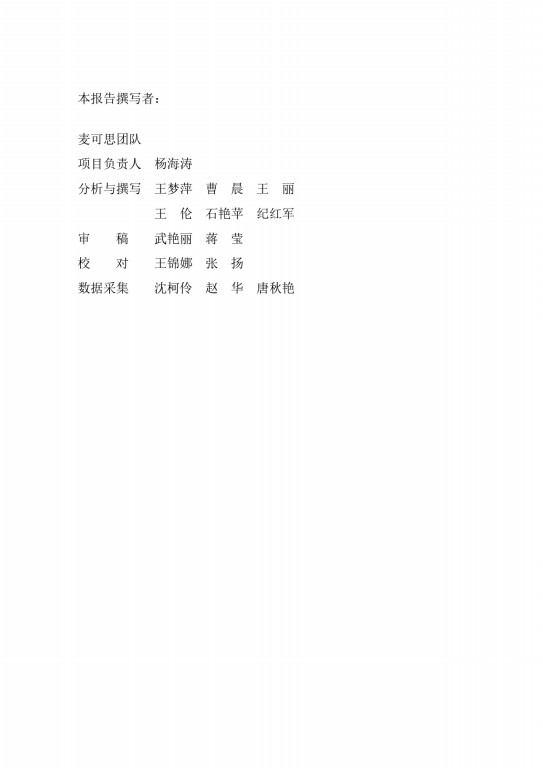 本报告撰写者：
麦可思团队
项目负责人　杨海涛
分析与撰写　王梦萍　曹　晨　王　丽
王　伦　石艳苹　纪红军
审　　稿　　武艳丽　蒋　莹
校　　对　　王锦娜　张　扬
数据采集　　沈柯伶　赵　华　唐秋艳